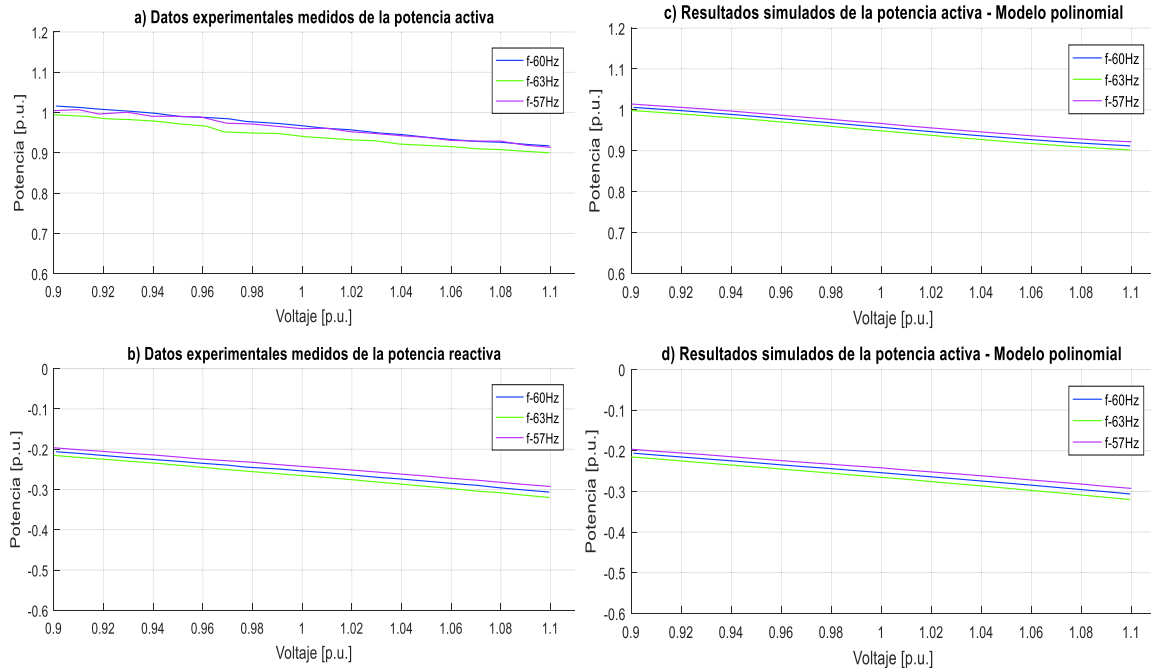 a) Datos experimentales medidos de la potencia activa
1.2
1.1
1
0.9
0.8
0.7
0.6
Potencia [p.u.]
f-60Hz
f-63Hz
f-57Hz
0.9 0.92 0.94 0.96 0.98 1 1.02 1.04 1.06 1.08 1.1
Voltaje [p.u.]
c) Resultados simulados de la potencia activa - Modelo polinomial
1.2
1.1
1
0.9
0.8
0.7
0.6
Potencia [p.u.]
f-60Hz
f-63Hz
f-57Hz
0.9 0.92 0.94 0.96 0.98 1 1.02 1.04 1.06 1.08 1.1
Voltaje [p.u.]
b) Datos experimentales medidos de la potencia reactiva
0
-0.1
-0.2
-0.3
-0.4
-0.5
-0.6
Potencia [p.u.]
f-60Hz
f-63Hz
f-57Hz
0.9 0.92 0.94 0.96 0.98 1 1.02 1.04 1.06 1.08 1.1
Voltaje [p.u.]
d) Resultados simulados de la potencia activa - Modelo polinomial
0
-0.1
-0.2
-0.3
-0.4
-0.5
-0.6
Potencia [p.u.]
f-60Hz
f-63Hz
f-57Hz
0.9 0.92 0.94 0.96 0.98 1 1.02 1.04 1.06 1.08 1.1
Voltaje [p.u.]